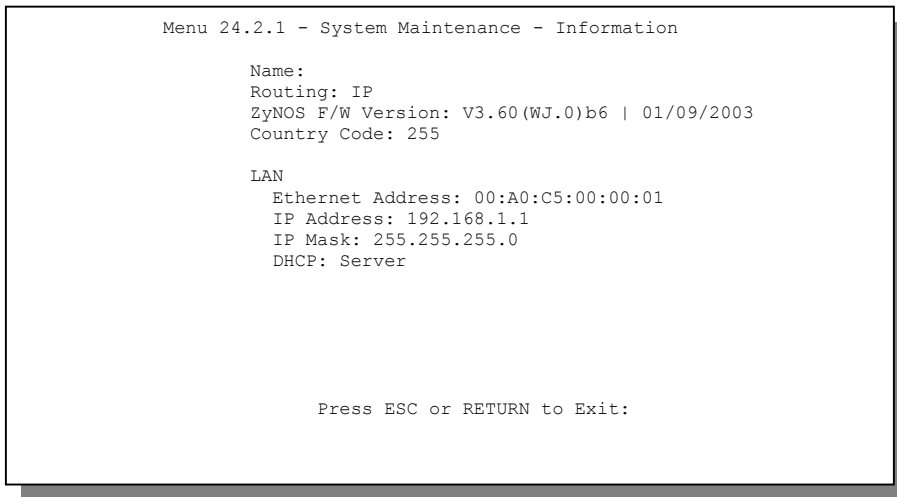 Menu 24.2.1 - System Maintenance - Information
Name:
Routing: IP
ZyNOS F/W Version: V3.60(WJ.0)b6 | 01/09/2003
Country Code: 255
LAN
Ethernet Address: 00:A0:C5:00:00:01
IP Address: 192.168.1.1
IP Mask: 255.255.255.0
DHCP: Server
Press ESC or RETURN to Exit: